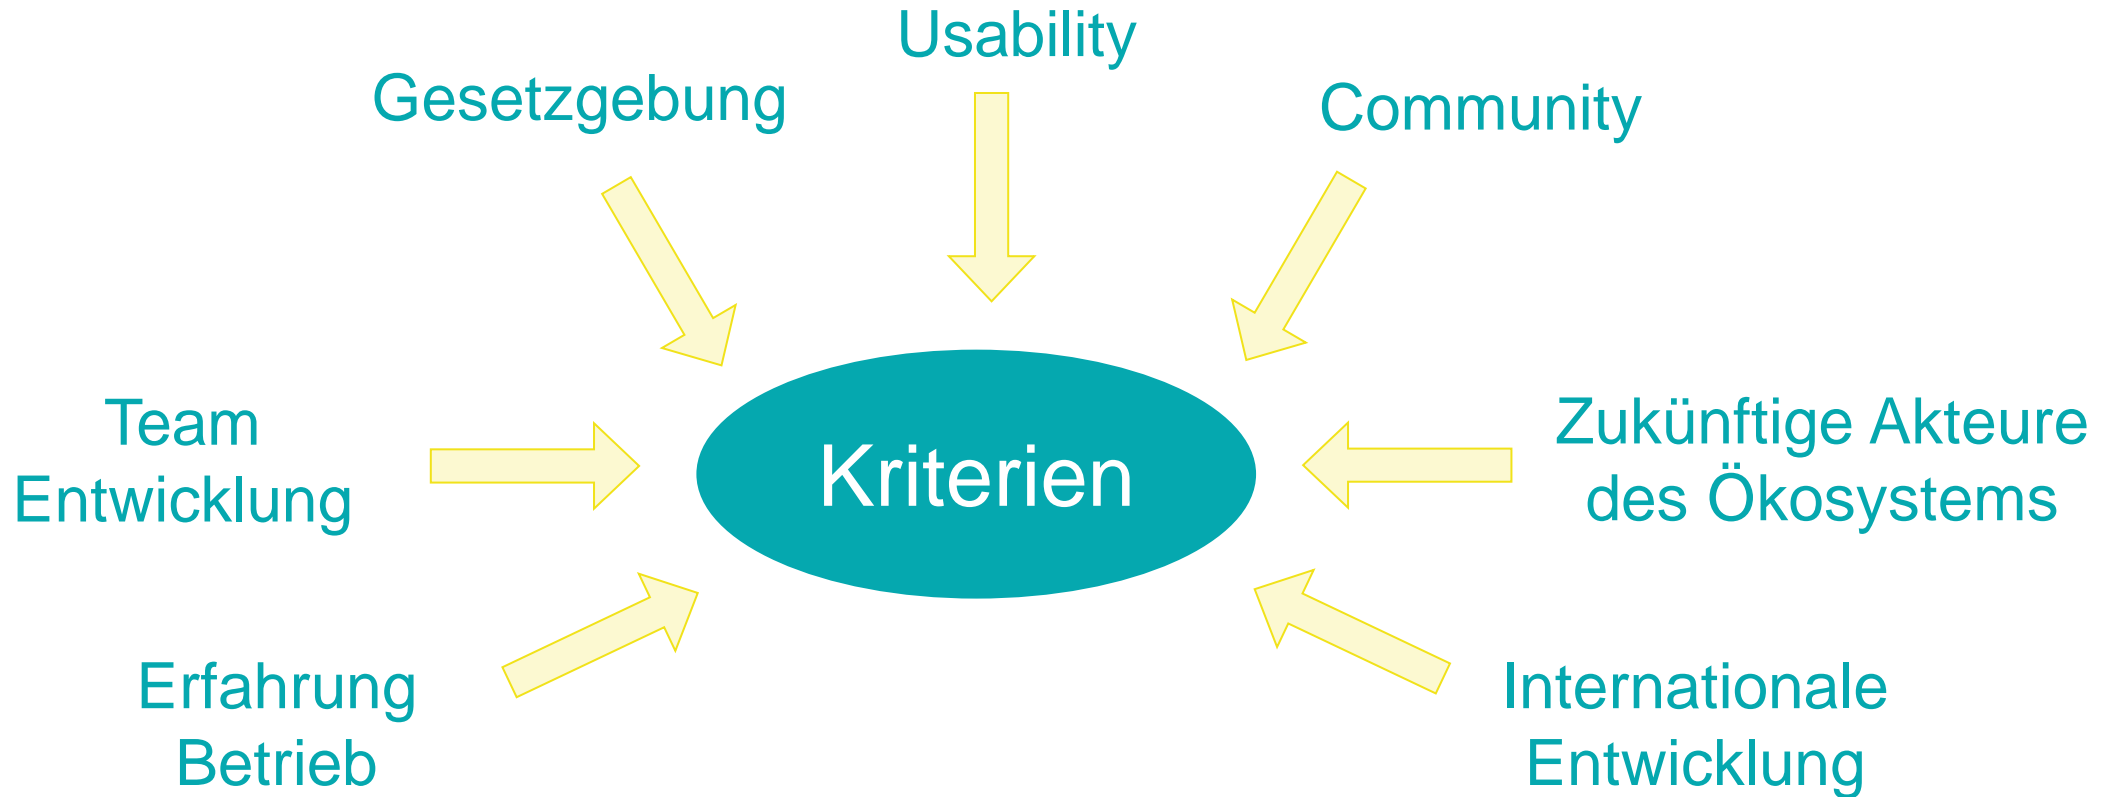 Usability
Gesetzgebung
Community
Team
Entwicklung
Kriterien
Zukünftige Akteure
des Ökosystems
Erfahrung
Betrieb
Internationale
Entwicklung